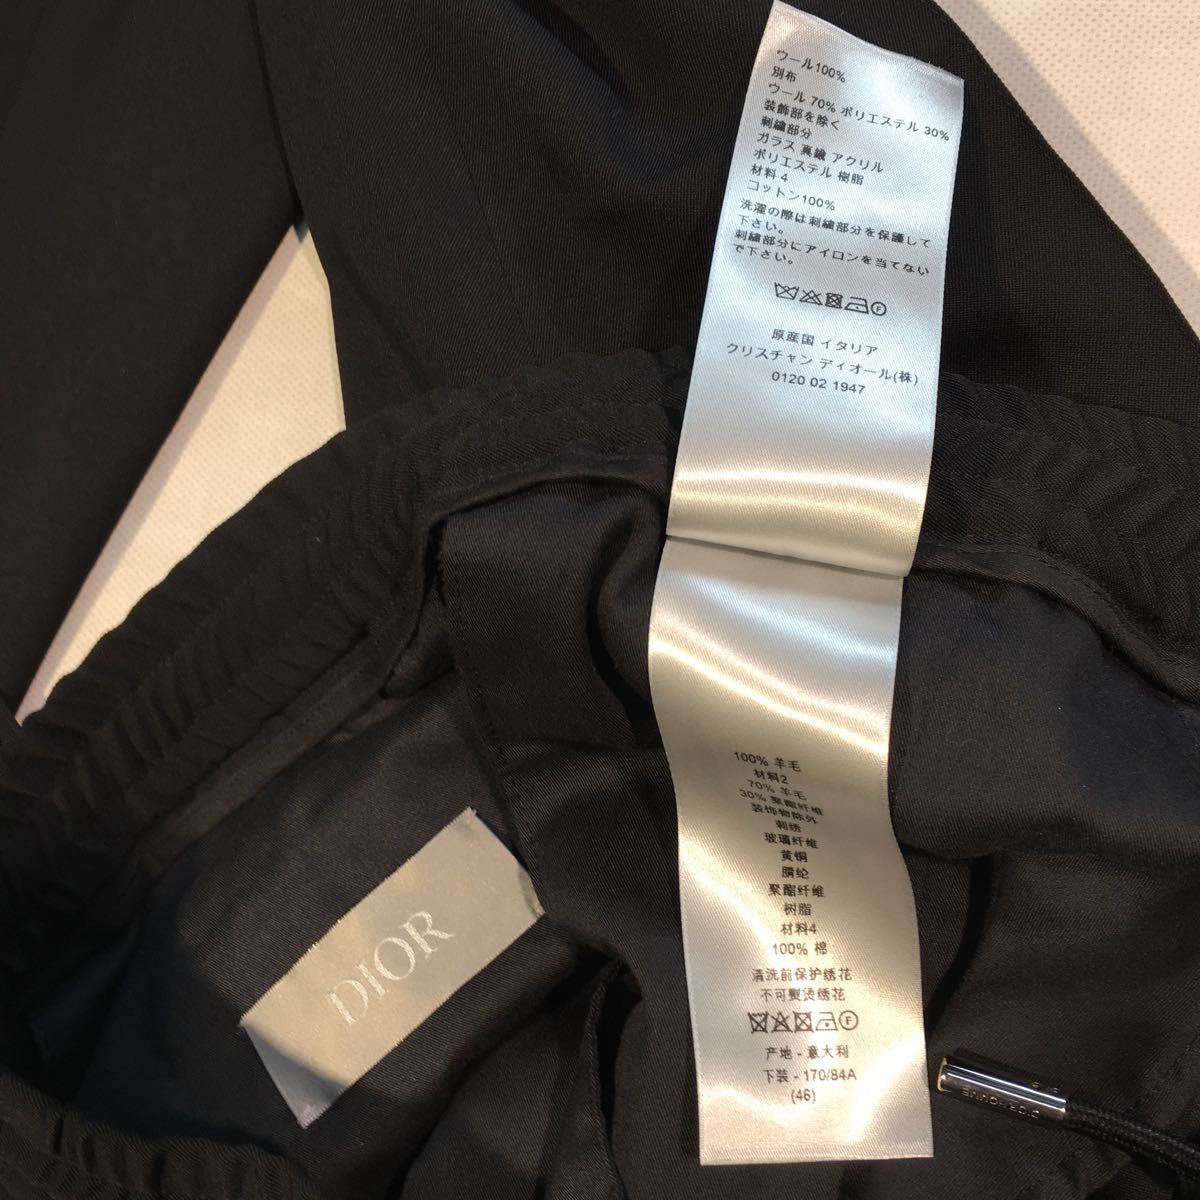 ウール100%
別布
ウール 70% ポリエステル 30%
装飾部を除く
刺繍部分
ガラス 真鍮 アクリル
ポリエステル 樹脂
材料 4
コットン100%
洗濯の際は刺繍部分を保護して
下さい。
刺繍部分にアイロンを当てない
で下さい。
原産国 イタリア
クリスチャン ディオール(株)
0120 02 1947
100% 羊毛
材料2
70% 羊毛
30% 聚酯纤维
装饰物除外
刺绣
玻璃纤维
黄铜
腈纶
聚酯纤维
树脂
材料4
100% 棉
清洗前保护绣花
不可熨烫绣花
F
产地 - 意大利
下装 - 170/84A
(46)
DIOR
DIOR HOMME